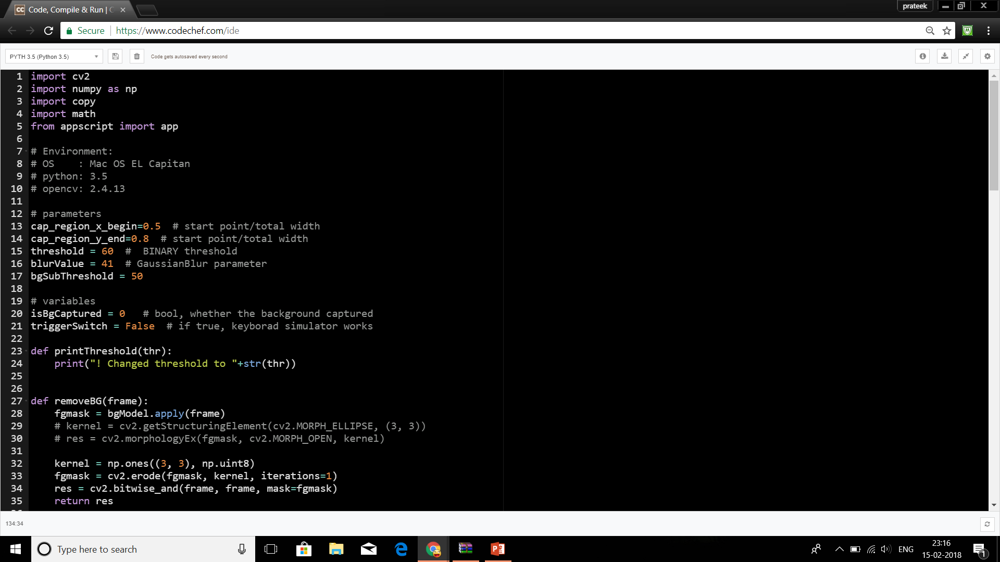 Code, Compile & Run | C
prateek
Secure https://www.codechef.com/ide
PYTH 3.5 (Python 3.5)
Code gets autosaved every second
1 import cv2
2 import numpy as np
3 import copy
4 import math
5 from appscript import app
6
7 # Environment:
8 # OS    : Mac OS EL Capitan
9 # python: 3.5
10 # opencv: 2.4.13
11
12 # parameters
13 cap_region_x_begin=0.5  # start point/total width
14 cap_region_y_end=0.8  # start point/total width
15 threshold = 60  #  BINARY threshold
16 blurValue = 41  # GaussianBlur parameter
17 bgSubThreshold = 50
18
19 # variables
20 isBgCaptured = 0   # bool, whether the background captured
21 triggerSwitch = False  # if true, keyborad simulator works
22
23 def printThreshold(thr):
24     print("! Changed threshold to "+str(thr))
25
26
27 def removeBG(frame):
28     fgmask = bgModel.apply(frame)
29     # kernel = cv2.getStructuringElement(cv2.MORPH_ELLIPSE, (3, 3))
30     # res = cv2.morphologyEx(fgmask, cv2.MORPH_OPEN, kernel)
31
32     kernel = np.ones((3, 3), np.uint8)
33     fgmask = cv2.erode(fgmask, kernel, iterations=1)
34     res = cv2.bitwise_and(frame, frame, mask=fgmask)
35     return res
134:34
Type here to search
ENG
23:16
15-02-2018
1